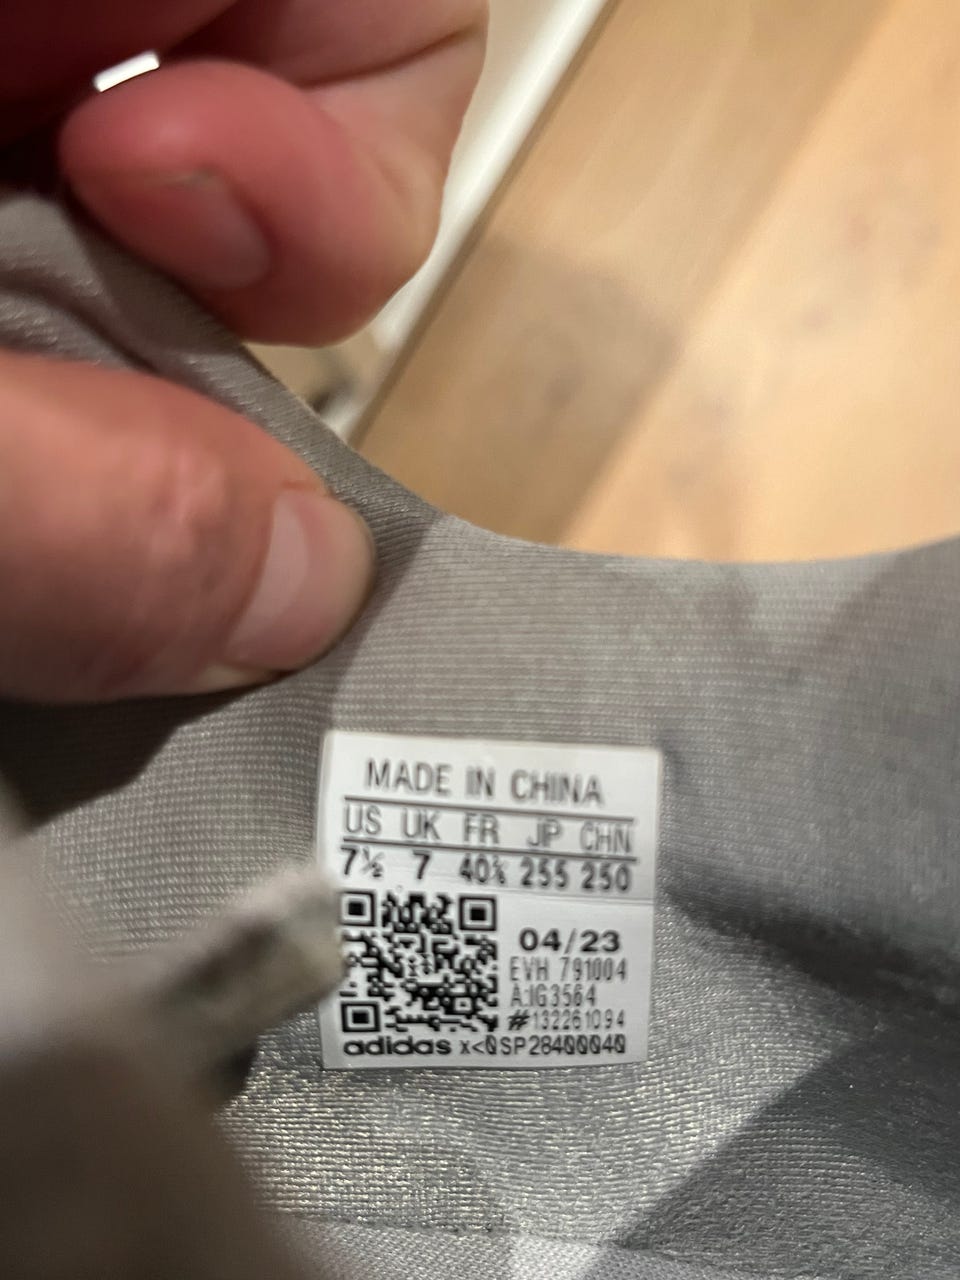 MADE IN CHINA
US UK FR JP CHN
7½ 7 40⅔ 255 250
04/23
EVH 791004
A:IG3564
#132261094
adidas x<0SP28400040